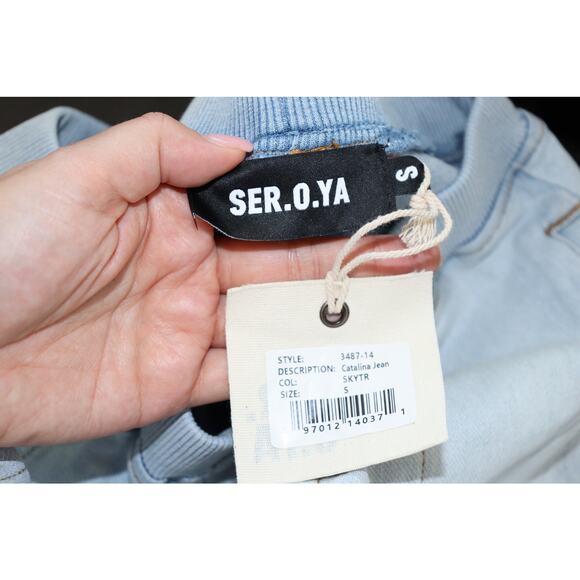 SER.O.YA
S
STYLE: 3487-14
DESCRIPTION: Catalina Jean
COL: SKYTR
SIZE: S
97012 14037 1